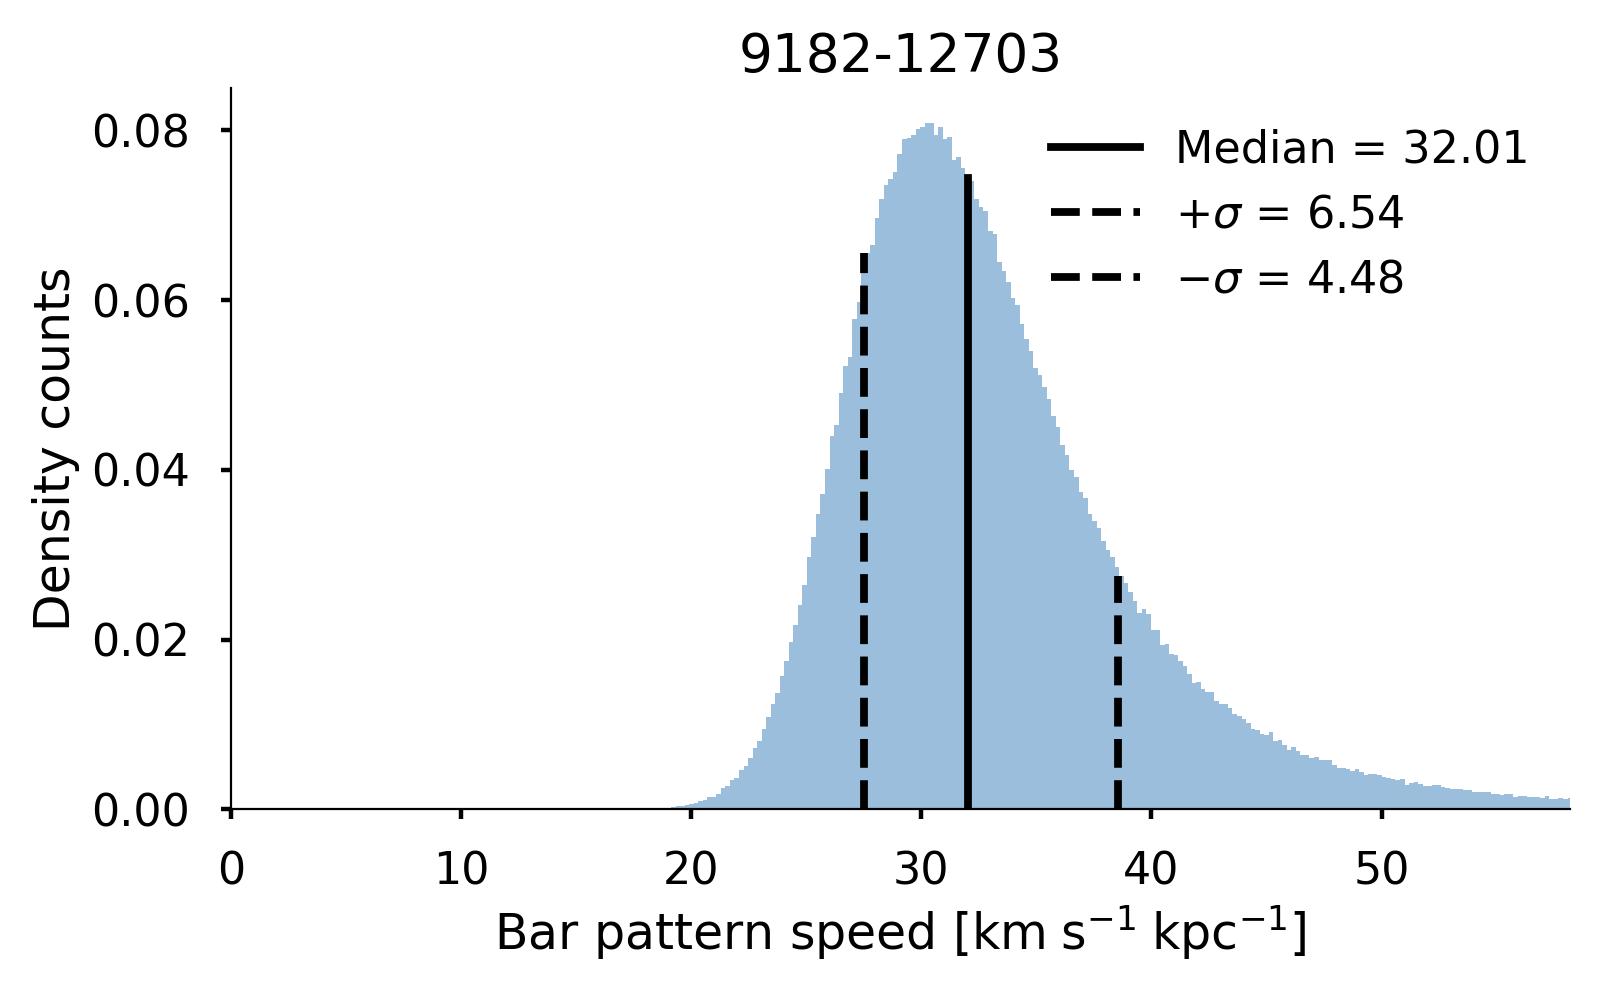 9182-12703
Median = 32.01
+σ = 6.54
−σ = 4.48
Density counts
0.08
0.06
0.04
0.02
0.00
0 10 20 30 40 50
Bar pattern speed [km s⁻¹ kpc⁻¹]